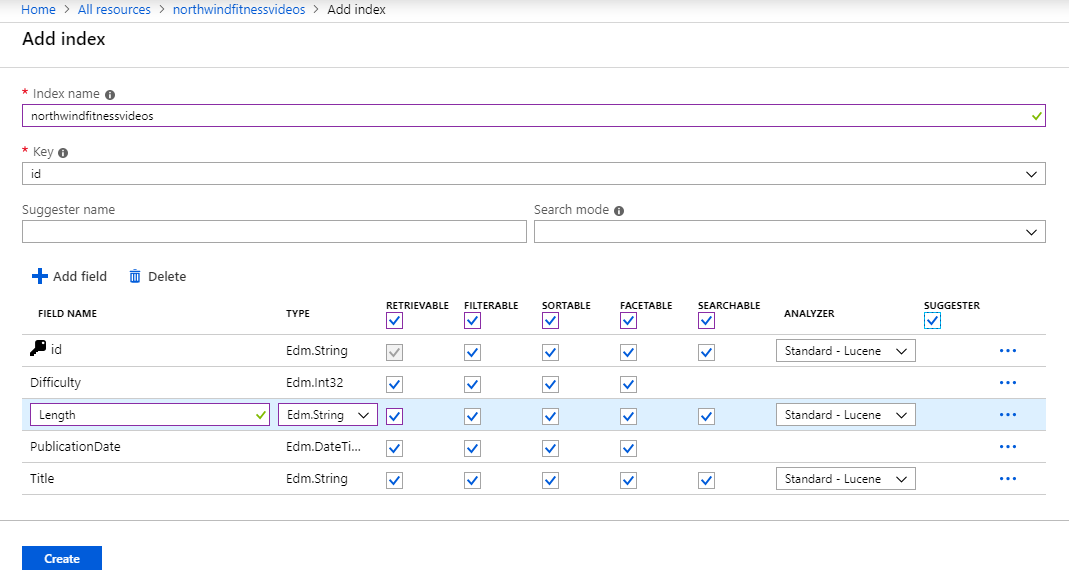 Home > All resources > northwindfitnessvideos > Add index
Add index
* Index name
northwindfitnessvideos
* Key
id
Suggester name Search mode
Add field Delete
FIELD NAME TYPE RETRIEVABLE FILTERABLE SORTABLE FACETABLE SEARCHABLE ANALYZER SUGGESTER
id Edm.String Standard - Lucene ...
Difficulty Edm.Int32 ...
Length Edm.String Standard - Lucene ...
PublicationDate Edm.DateTi... ...
Title Edm.String Standard - Lucene ...
Create